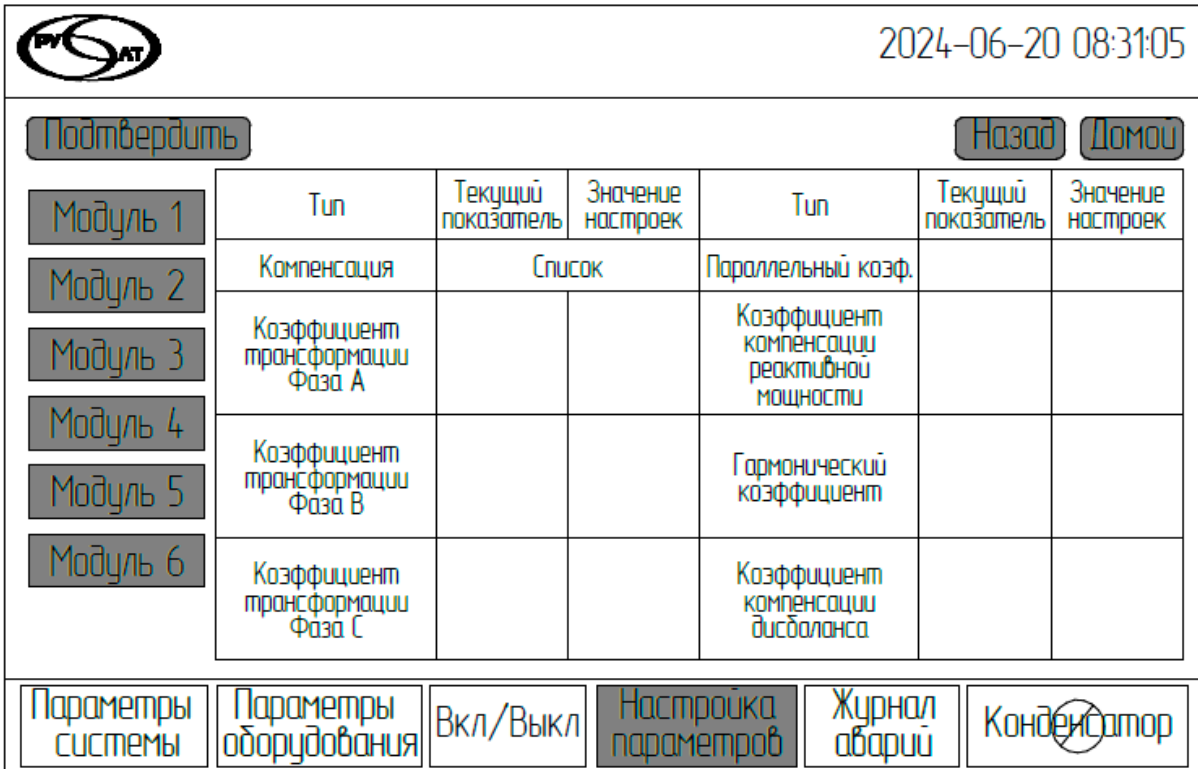 РУ ЛТ
2024-06-20 08:31:05
Подтвердить
Назад
Домой
Модуль 1
Модуль 2
Модуль 3
Модуль 4
Модуль 5
Модуль 6
Тип
Текущий
показатель
Значение
настроек
Тип
Текущий
показатель
Значение
настроек
Компенсация
Список
Параллельный коэф.
Коэффициент
трансформации
Фаза А
Коэффициент
компенсации
реактивной
мощности
Коэффициент
трансформации
Фаза В
Гармонический
коэффициент
Коэффициент
трансформации
Фаза С
Коэффициент
компенсации
дисбаланса
Параметры
системы
Параметры
оборудования
Вкл/Выкл
Настройка
параметров
Журнал
аварий
Конденсатор